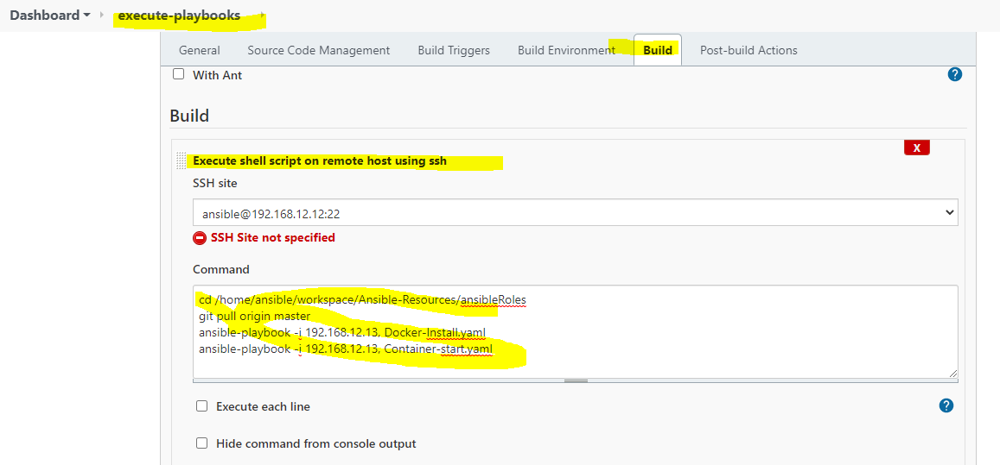 Dashboard execute-playbooks
General Source Code Management Build Triggers Build Environment Build Post-build Actions
With Ant ?
Build
X
Execute shell script on remote host using ssh
SSH site
ansible@192.168.12.12:22
SSH Site not specified
Command
cd /home/ansible/workspace/Ansible-Resources/ansibleRoles
git pull origin master
ansible-playbook -i 192.168.12.13, Docker-Install.yaml
ansible-playbook -i 192.168.12.13, Container-start.yaml
Execute each line ?
Hide command from console output